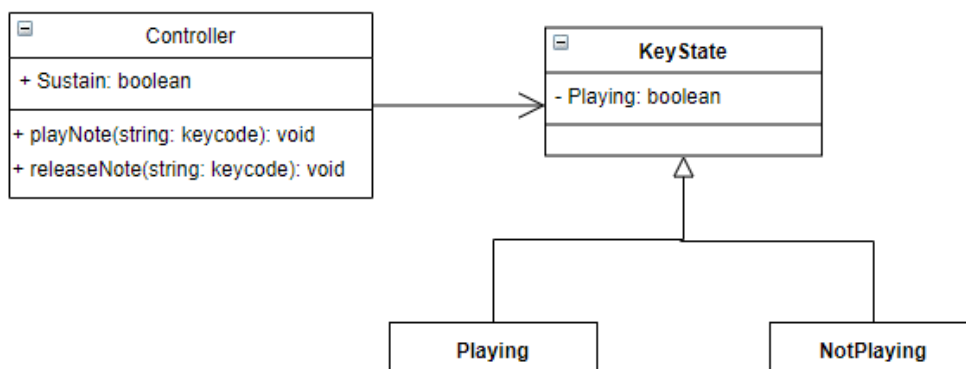 Controller
+ Sustain: boolean
+ playNote(string: keycode): void
+ releaseNote(string: keycode): void
KeyState
- Playing: boolean
Playing
NotPlaying